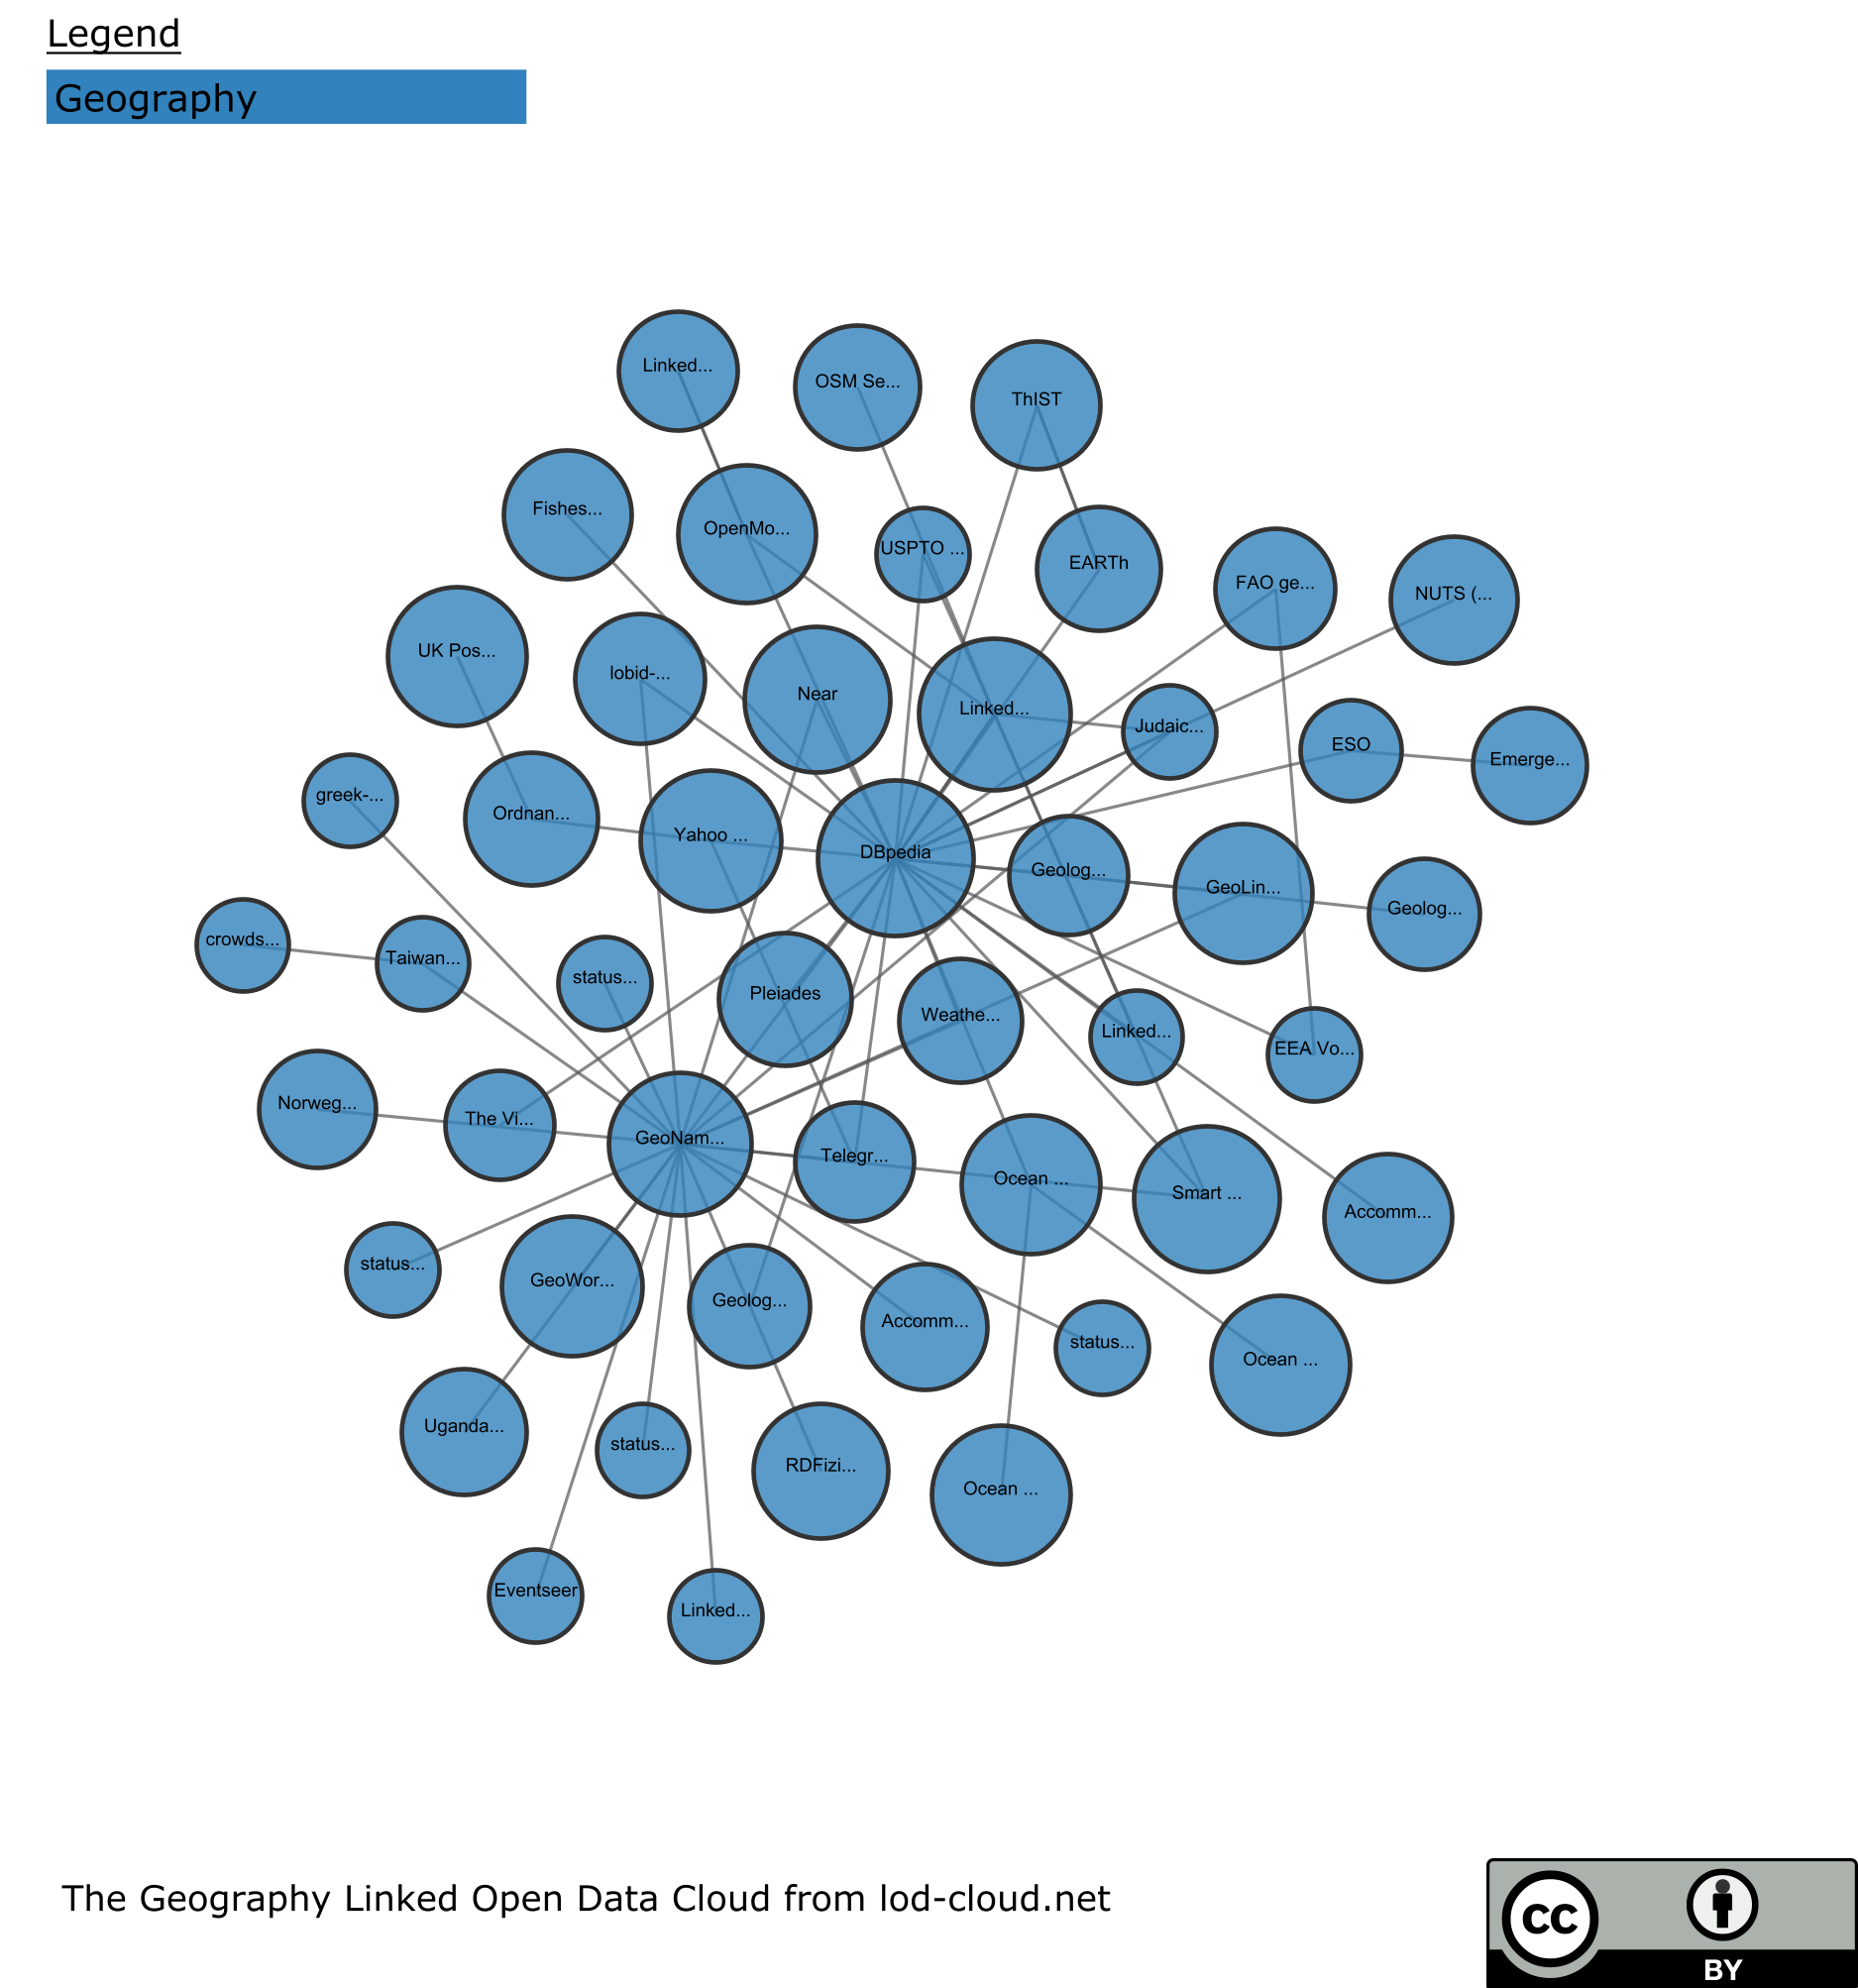 Legend
Geography
Linked...
OSM Se...
ThIST
Fishes...
OpenMo...
USPTO ...
EARTh
FAO ge...
NUTS (...
UK Pos...
lobid-...
Near
Linked...
Judaic...
ESO
Emerge...
greek-...
Ordnan...
Yahoo ...
DBpedia
Geolog...
GeoLin...
Geolog...
crowds...
Taiwan...
status...
Pleiades
Weathe...
Linked...
EEA Vo...
Norweg...
The Vi...
GeoNam...
Telegr...
Ocean ...
Smart ...
Accomm...
status...
GeoWor...
Geolog...
Accomm...
status...
Ocean ...
Uganda...
status...
RDFizi...
Ocean ...
Eventseer
Linked...
The Geography Linked Open Data Cloud from lod-cloud.net
cc
BY